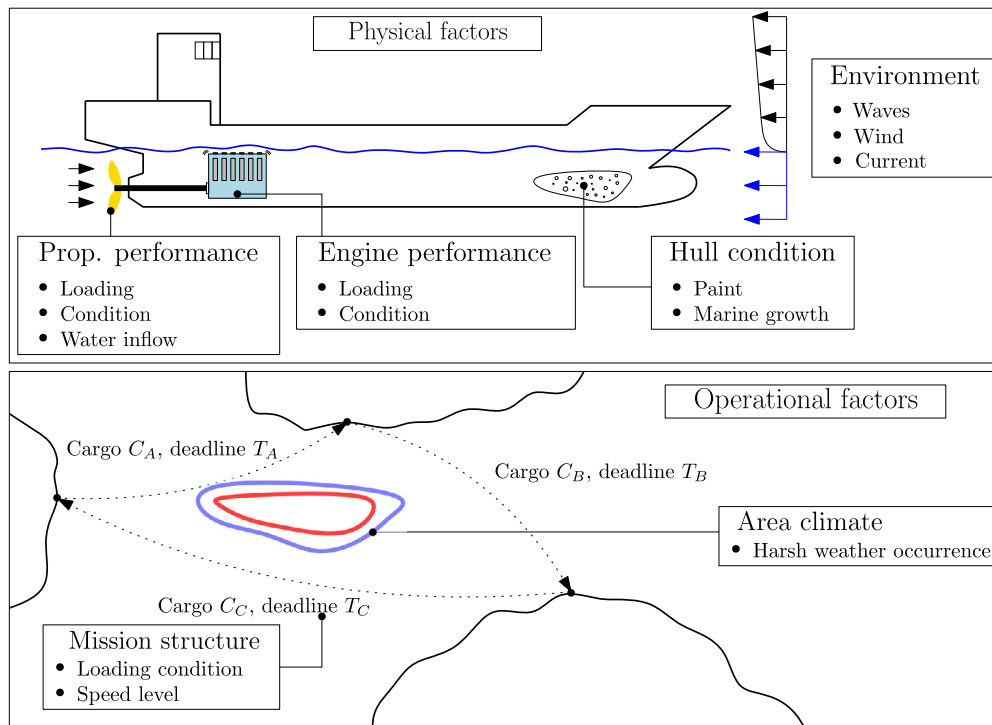 Physical factors
Environment
• Waves
• Wind
• Current
Prop. performance
• Loading
• Condition
• Water inflow
Engine performance
• Loading
• Condition
Hull condition
• Paint
• Marine growth
Operational factors
Cargo C_A, deadline T_A
Cargo C_B, deadline T_B
Area climate
• Harsh weather occurrence
Cargo C_C, deadline T_C
Mission structure
• Loading condition
• Speed level